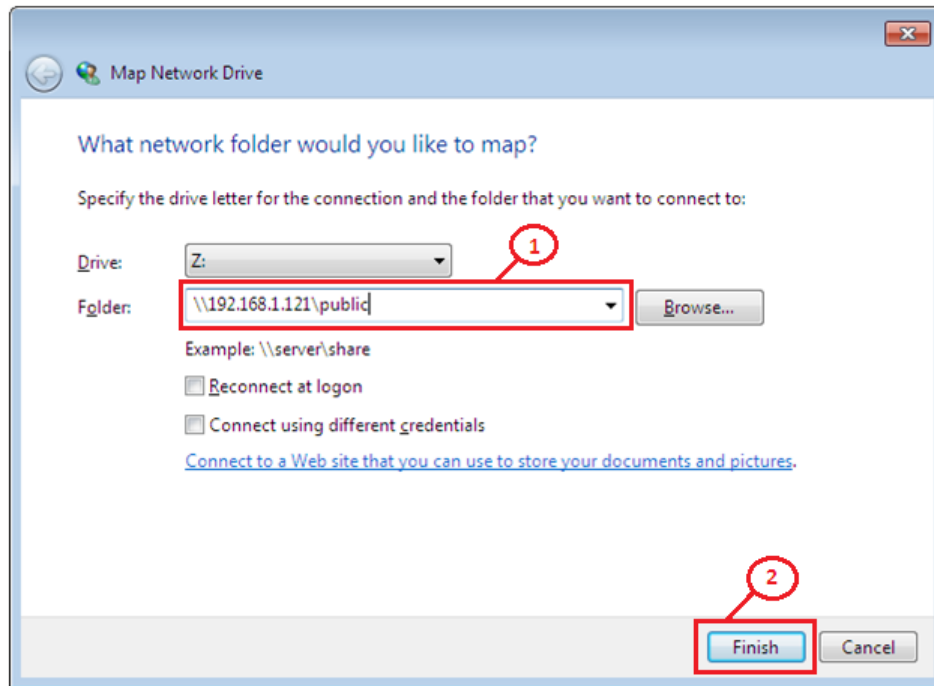 Map Network Drive
What network folder would you like to map?
Specify the drive letter for the connection and the folder that you want to connect to:
1
Drive: Z:
Folder: \\192.168.1.121\public Browse...
Example: \\server\share
Reconnect at logon
Connect using different credentials
Connect to a Web site that you can use to store your documents and pictures.
2
Finish Cancel